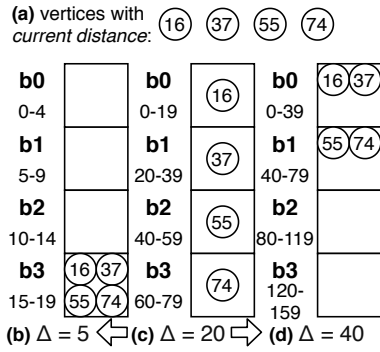 (a) vertices with
current distance: 16 37 55 74
b0 b0 b0
0-4 0-19 0-39
16 16 37
b1 b1 b1
5-9 20-39 40-79
37 55 74
b2 b2 b2
10-14 40-59 80-119
55
b3 b3 b3
15-19 60-79 120-
159
16 37
55 74 74
(b) Δ = 5 (c) Δ = 20 (d) Δ = 40